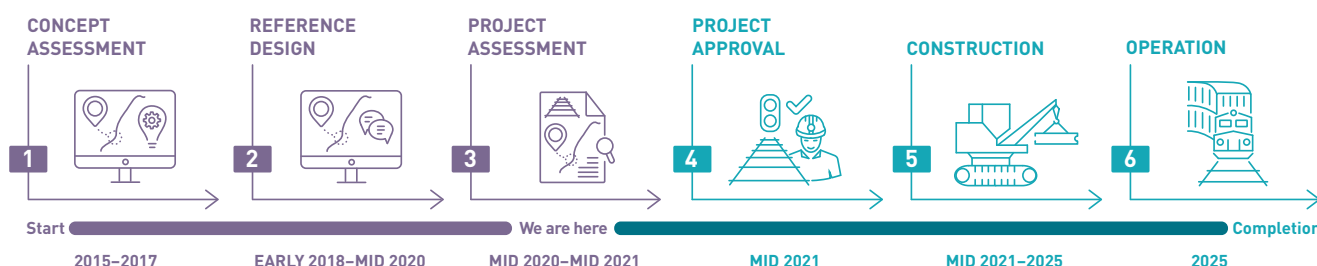 CONCEPT
ASSESSMENT
REFERENCE
DESIGN
PROJECT
ASSESSMENT
PROJECT
APPROVAL
CONSTRUCTION
OPERATION
1
2
3
4
5
6
Start
We are here
Completion
2015–2017
EARLY 2018–MID 2020
MID 2020–MID 2021
MID 2021
MID 2021–2025
2025